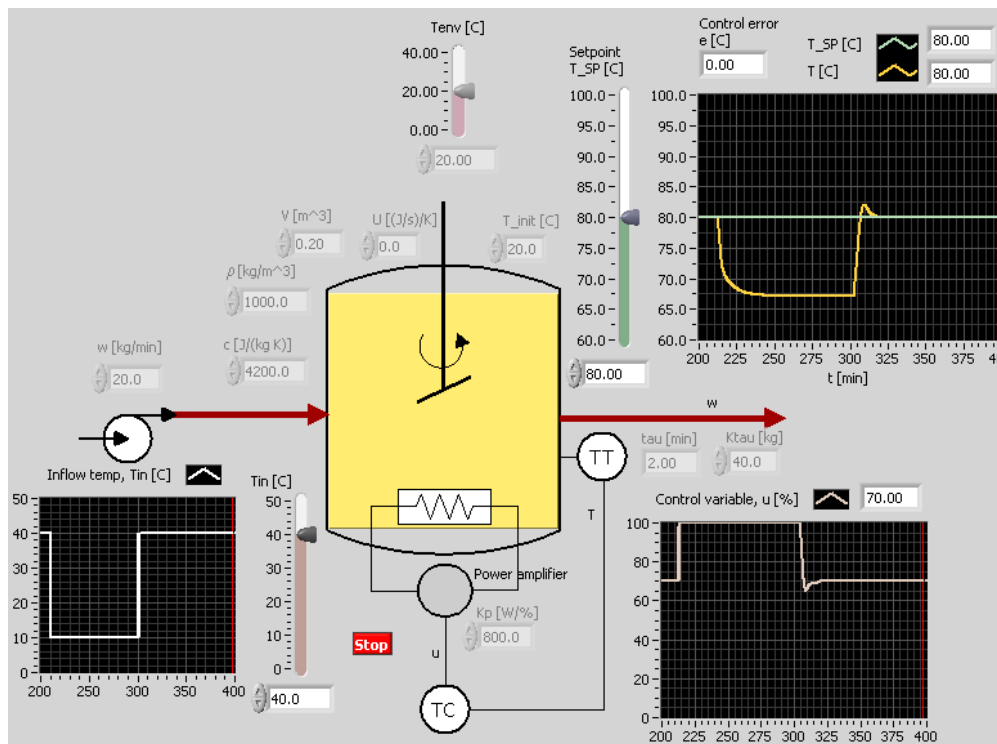 Tenv [C]
40.00
20.00
0.00
20.00
Setpoint
T_SP [C]
100.0
95.0
90.0
85.0
80.0
75.0
70.0
65.0
60.0
80.00
Control error
e [C]
0.00
T_SP [C]
80.00
T [C]
80.00
100.0
95.0
90.0
85.0
80.0
75.0
70.0
65.0
60.0
200 225 250 275 300 325 350 375
t [min]
V [m^3]
0.20
U [(J/s)/K]
0.0
T_init [C]
20.0
ρ [kg/m^3]
1000.0
w [kg/min]
20.0
c [J/(kg K)]
4200.0
w
TT
tau [min]
2.00
Ktau [kg]
40.0
T
Inflow temp, Tin [C]
50
40
30
20
10
0
200 250 300 350 400
Tin [C]
50
40
30
20
10
0
40.0
Power amplifier
Kp [W/%]
800.0
Stop
u
TC
Control variable, u [%]
70.00
100
80
60
40
20
0
200 225 250 275 300 325 350 375 400